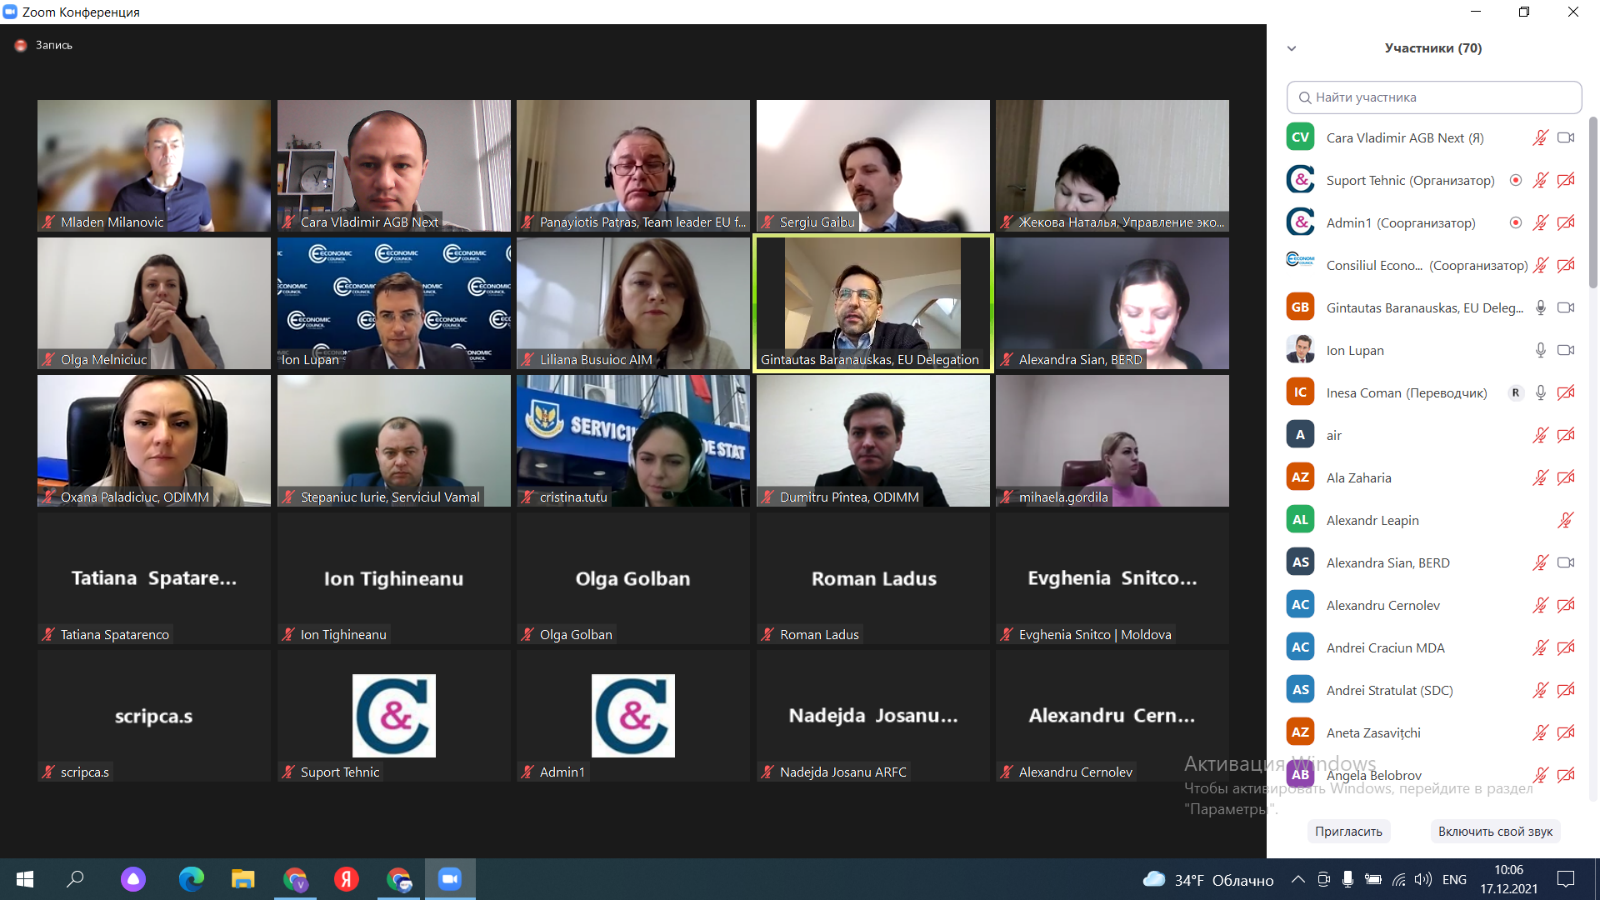 Zoom Конференция
Запись
Mladen Milanovic
Cara Vladimir AGB Next
Panayiotis Patras, Team leader EU f...
Sergiu Gaibu
Жекова Наталья, Управление эко...
Olga Melniciuc
ECONOMIC COUNCIL
Ion Lupan
Liliana Busuioc AIM
Gintautas Baranauskas, EU Delegation
Alexandra Sian, BERD
Oxana Paladiciuc, ODIMM
Stepaniuc Iurie, Serviciul Vamal
DE STAT
cristina.tutu
Dumitru Pîntea, ODIMM
mihaela.gordila
Tatiana Spatare...
Tatiana Spatarenco
Ion Tighineanu
Ion Tighineanu
Olga Golban
Olga Golban
Roman Ladus
Roman Ladus
Evghenia Snitco...
Evghenia Snitco | Moldova
scripca.s
scripca.s
C&
Suport Tehnic
C&
Admin1
Nadejda Josanu...
Nadejda Josanu ARFC
Alexandru Cern...
Alexandru Cernolev
Участники (70)
Найти участника
CV Cara Vladimir AGB Next (Я)
C& Suport Tehnic (Организатор)
C& Admin1 (Соорганизатор)
Consiliul Econo... (Соорганизатор)
GB Gintautas Baranauskas, EU Deleg...
Ion Lupan
IC Inesa Coman (Переводчик) R
A air
AZ Ala Zaharia
AL Alexandr Leapin
AS Alexandra Sian, BERD
AC Alexandru Cernolev
AC Andrei Craciun MDA
AS Andrei Stratulat (SDC)
AZ Aneta Zasavițchi
AB Angela Belobrov
Активация Windows
Чтобы активировать Windows, перейдите в раздел
"Параметры".
Пригласить
Включить свой звук
34°F Облачно
ENG
10:06
17.12.2021